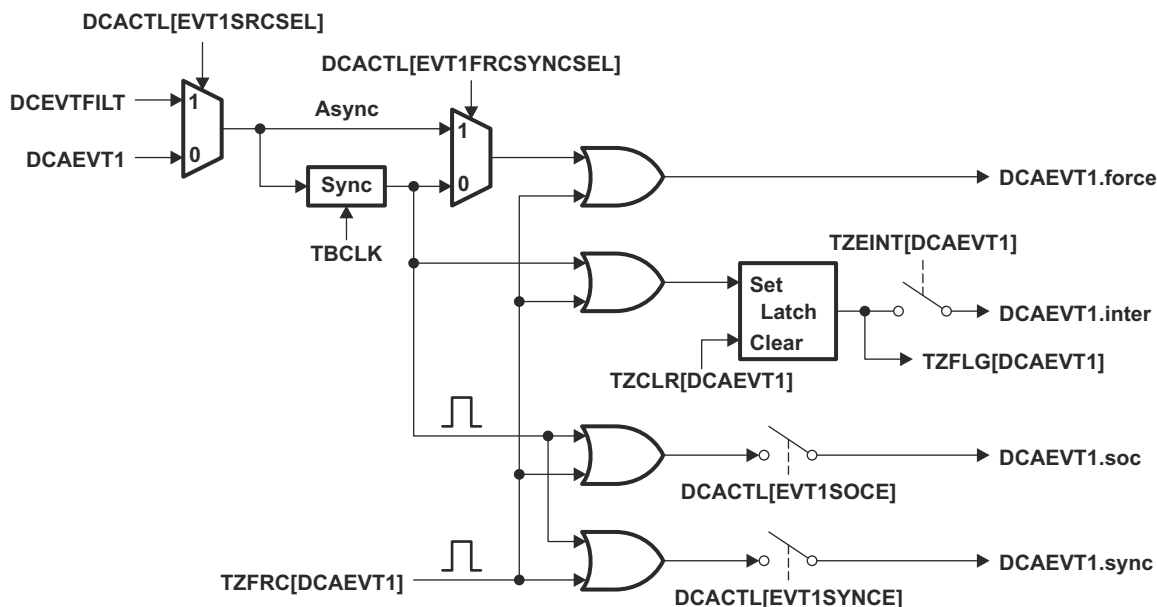 DCACTL[EVT1SRCSEL]
DCACTL[EVT1FRCSYNCSEL]
DCEVTFILT
1
Async
1
DCAEVT1
0
Sync
0
DCAEVT1.force
TBCLK
TZEINT[DCAEVT1]
Set
Latch
DCAEVT1.inter
Clear
TZCLR[DCAEVT1]
TZFLG[DCAEVT1]
DCAEVT1.soc
DCACTL[EVT1SOCE]
DCAEVT1.sync
TZFRC[DCAEVT1]
DCACTL[EVT1SYNCE]